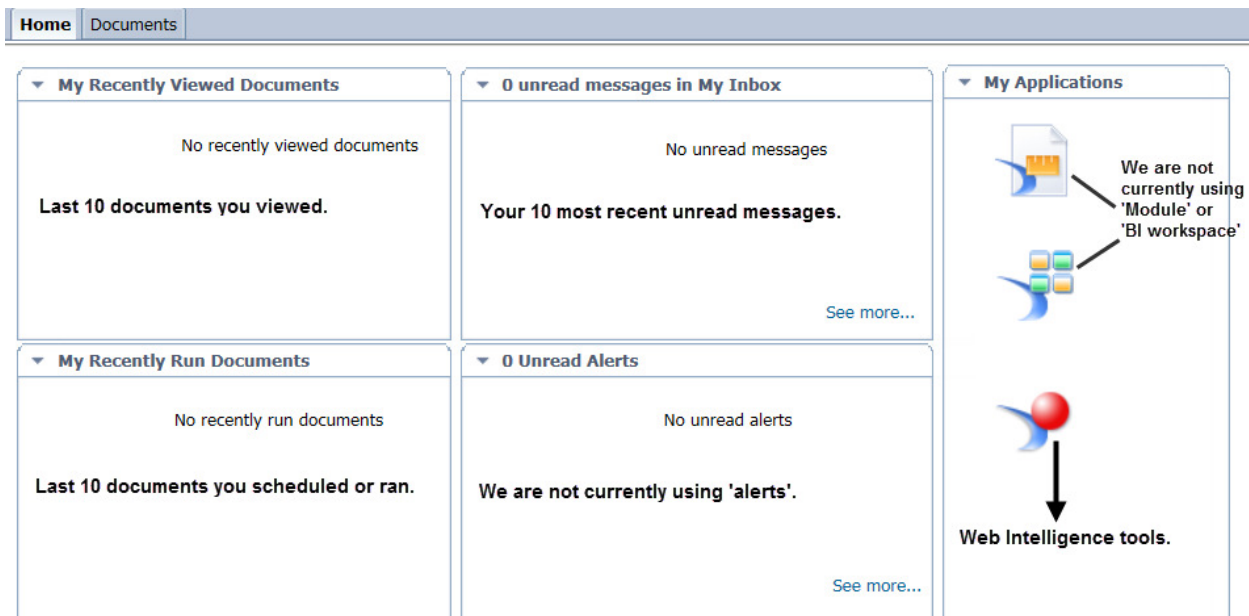 Home Documents
My Recently Viewed Documents
No recently viewed documents
Last 10 documents you viewed.
0 unread messages in My Inbox
No unread messages
Your 10 most recent unread messages.
See more...
My Recently Run Documents
No recently run documents
Last 10 documents you scheduled or ran.
0 Unread Alerts
No unread alerts
We are not currently using 'alerts'.
See more...
My Applications
We are not
currently using
'Module' or
'BI workspace'
Web Intelligence tools.